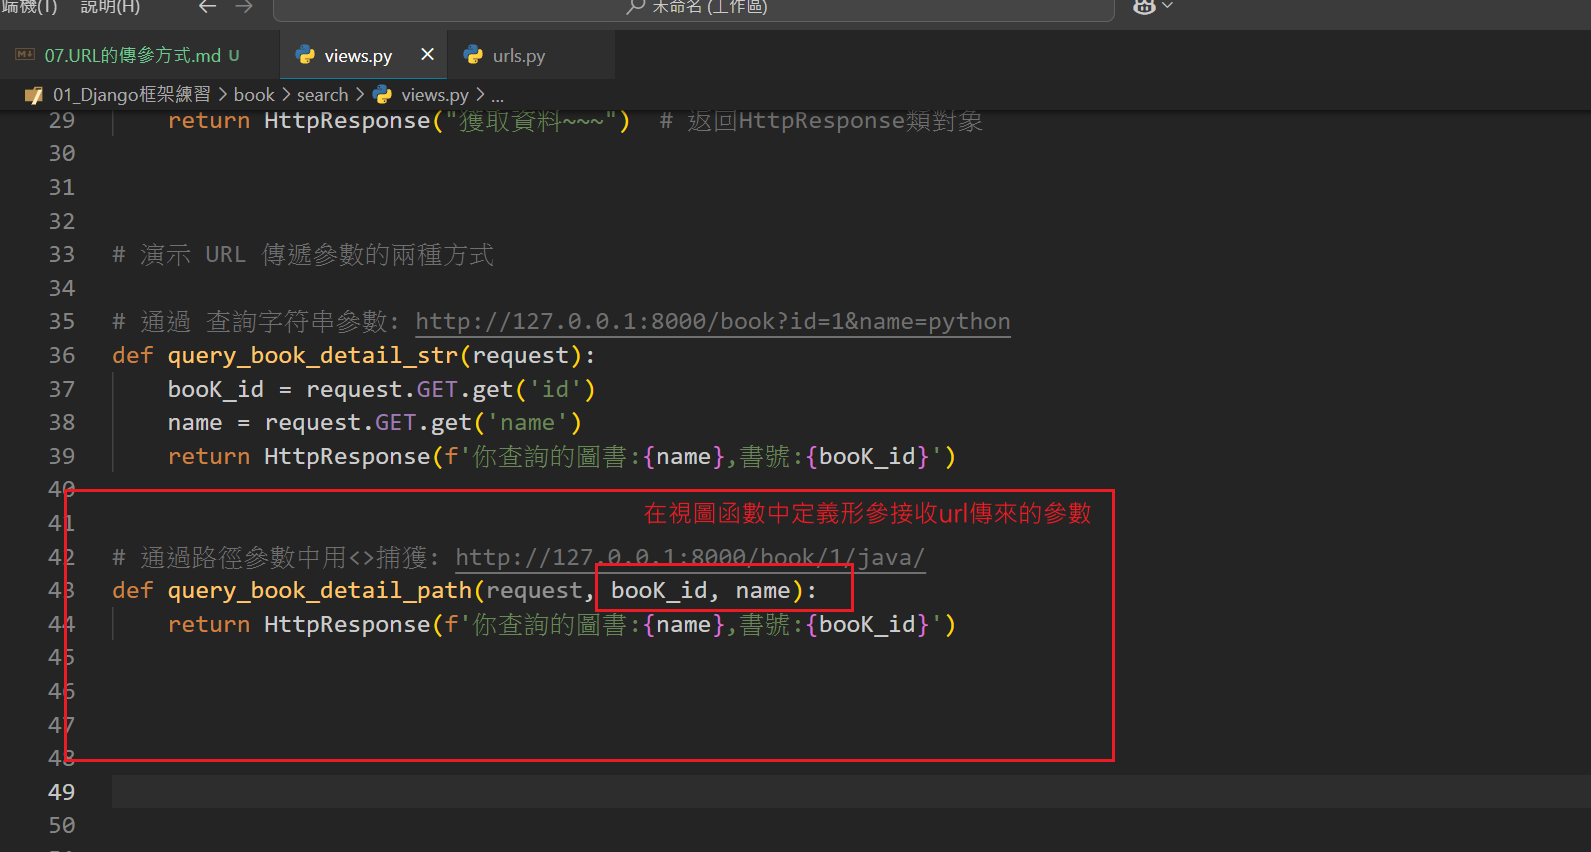 端機(T) 說明(H) ← → 未命名 (工作區)
07.URL的傳參方式.md U views.py × urls.py
01_Django框架練習 > book > search > views.py > ...
29 return HttpResponse("獲取資料~~~") # 返回HttpResponse類對象
30
31
32
33 # 演示 URL 傳遞參數的兩種方式
34
35 # 通過 查詢字符串參數: http://127.0.0.1:8000/book?id=1&name=python
36 def query_book_detail_str(request):
37 booK_id = request.GET.get('id')
38 name = request.GET.get('name')
39 return HttpResponse(f'你查詢的圖書:{name},書號:{booK_id}')
40
在視圖函數中定義形參接收url傳來的參數
41
42 # 通過路徑參數中用<>捕獲: http://127.0.0.1:8000/book/1/java/
43 def query_book_detail_path(request, booK_id, name):
44 return HttpResponse(f'你查詢的圖書:{name},書號:{booK_id}')
45
46
47
48
49
50